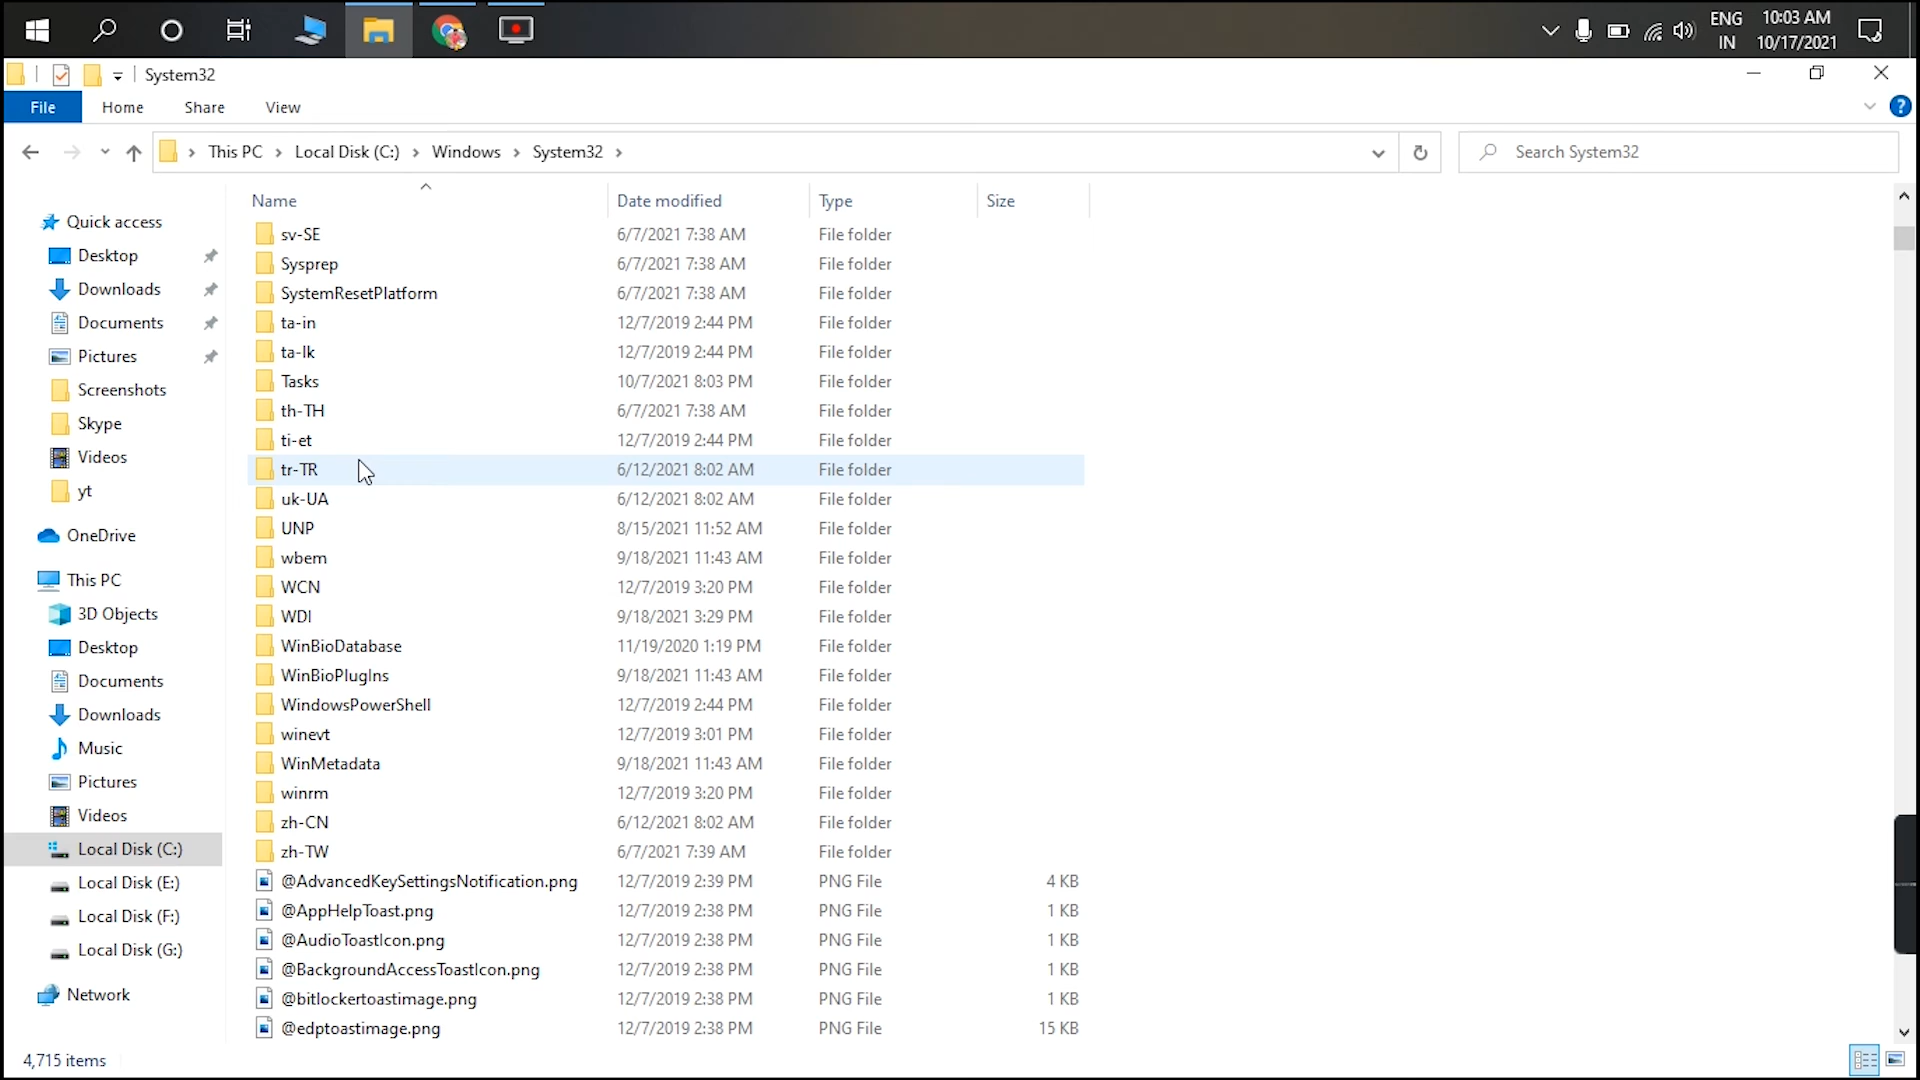 ENG 10:03 AM
IN 10/17/2021
System32
File Home Share View
This PC Local Disk (C:) Windows System32
Search System32
Name Date modified Type Size
Quick access
Desktop
Downloads
Documents
Pictures
Screenshots
Skype
Videos
yt
OneDrive
This PC
3D Objects
Desktop
Documents
Downloads
Music
Pictures
Videos
Local Disk (C:)
Local Disk (E:)
Local Disk (F:)
Local Disk (G:)
Network
sv-SE 6/7/2021 7:38 AM File folder
Sysprep 6/7/2021 7:38 AM File folder
SystemResetPlatform 6/7/2021 7:38 AM File folder
ta-in 12/7/2019 2:44 PM File folder
ta-lk 12/7/2019 2:44 PM File folder
Tasks 10/7/2021 8:03 PM File folder
th-TH 6/7/2021 7:38 AM File folder
ti-et 12/7/2019 2:44 PM File folder
tr-TR 6/12/2021 8:02 AM File folder
uk-UA 6/12/2021 8:02 AM File folder
UNP 8/15/2021 11:52 AM File folder
wbem 9/18/2021 11:43 AM File folder
WCN 12/7/2019 3:20 PM File folder
WDI 9/18/2021 3:29 PM File folder
WinBioDatabase 11/19/2020 1:19 PM File folder
WinBioPlugIns 9/18/2021 11:43 AM File folder
WindowsPowerShell 12/7/2019 2:44 PM File folder
winevt 12/7/2019 3:01 PM File folder
WinMetadata 9/18/2021 11:43 AM File folder
winrm 12/7/2019 3:20 PM File folder
zh-CN 6/12/2021 8:02 AM File folder
zh-TW 6/7/2021 7:39 AM File folder
@AdvancedKeySettingsNotification.png 12/7/2019 2:39 PM PNG File 4 KB
@AppHelpToast.png 12/7/2019 2:38 PM PNG File 1 KB
@AudioToastIcon.png 12/7/2019 2:38 PM PNG File 1 KB
@BackgroundAccessToastIcon.png 12/7/2019 2:38 PM PNG File 1 KB
@bitlockertoastimage.png 12/7/2019 2:38 PM PNG File 1 KB
@edptoastimage.png 12/7/2019 2:38 PM PNG File 15 KB
4,715 items